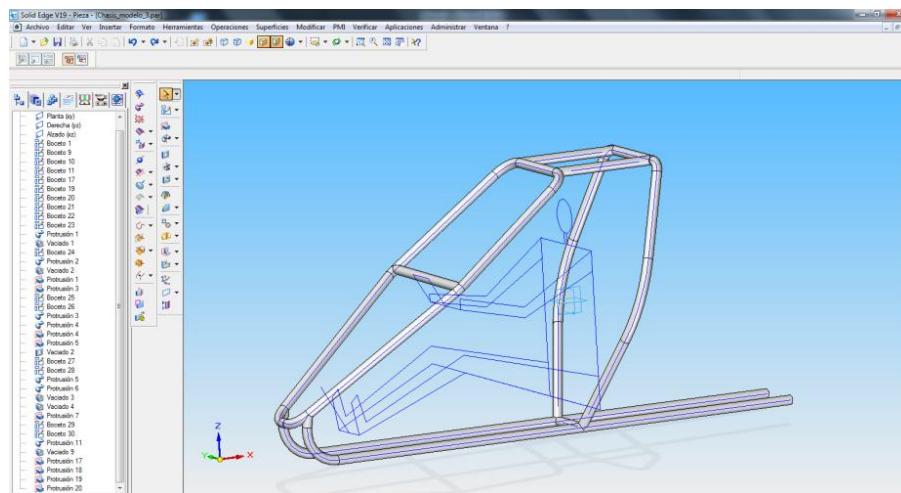 Solid Edge V19 - Pieza - [Chasis_modelo_3.par]
Archivo Editar Ver Insertar Formato Herramientas Operaciones Superficies Modificar PMI Verificar Aplicaciones Administrar Ventana ?
Planta (xy)
Derecha (yz)
Alzado (xz)
Boceto 1
Boceto 9
Boceto 10
Boceto 11
Boceto 17
Boceto 19
Boceto 20
Boceto 21
Boceto 22
Boceto 23
Protrusión 1
Vaciado 1
Boceto 24
Protrusión 2
Vaciado 2
Protrusión 1
Protrusión 3
Boceto 25
Boceto 26
Protrusión 3
Protrusión 4
Protrusión 4
Protrusión 5
Vaciado 2
Boceto 27
Boceto 28
Protrusión 5
Protrusión 6
Vaciado 3
Vaciado 4
Protrusión 7
Boceto 29
Boceto 30
Protrusión 11
Vaciado 9
Protrusión 17
Protrusión 18
Protrusión 19
Protrusión 20
Z
Y
X